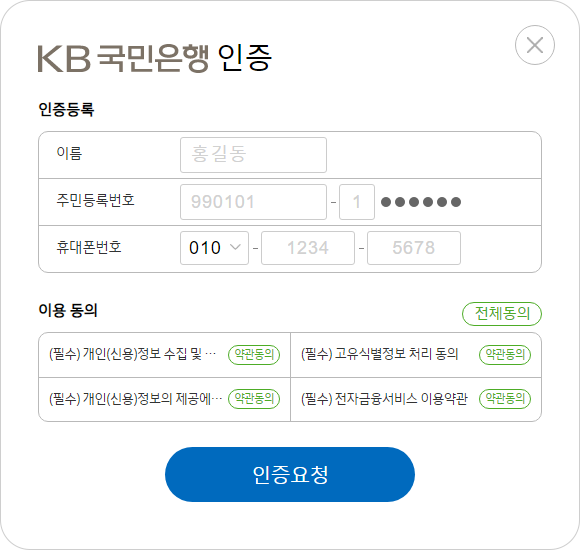 KB 국민은행 인증
인증등록
이름 홍길동
주민등록번호 990101 - 1 ●●●●●●
휴대폰번호 010 - 1234 - 5678
이용 동의 전체동의
(필수) 개인(신용)정보 수집 및 ··· 약관동의 (필수) 고유식별정보 처리 동의 약관동의
(필수) 개인(신용)정보의 제공에··· 약관동의 (필수) 전자금융서비스 이용약관 약관동의
인증요청